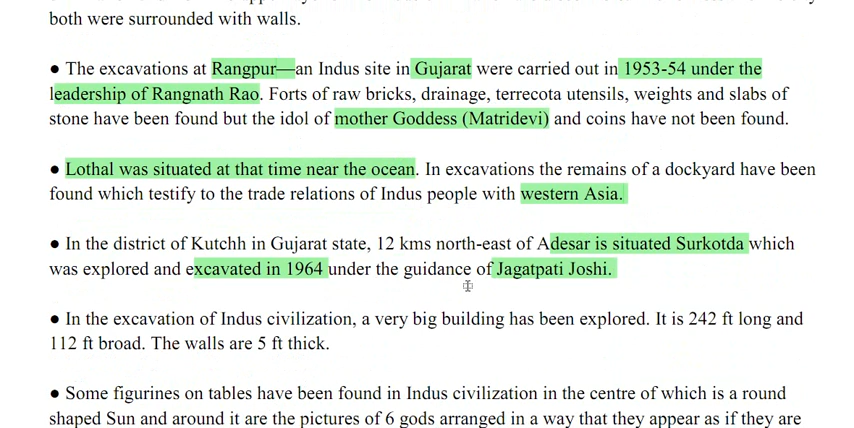 both were surrounded with walls.
● The excavations at Rangpur—an Indus site in Gujarat were carried out in 1953-54 under the
leadership of Rangnath Rao. Forts of raw bricks, drainage, terrecota utensils, weights and slabs of
stone have been found but the idol of mother Goddess (Matridevi) and coins have not been found.
● Lothal was situated at that time near the ocean. In excavations the remains of a dockyard have been
found which testify to the trade relations of Indus people with western Asia.
● In the district of Kutchh in Gujarat state, 12 kms north-east of Adesar is situated Surkotda which
was explored and excavated in 1964 under the guidance of Jagatpati Joshi.
● In the excavation of Indus civilization, a very big building has been explored. It is 242 ft long and
112 ft broad. The walls are 5 ft thick.
● Some figurines on tables have been found in Indus civilization in the centre of which is a round
shaped Sun and around it are the pictures of 6 gods arranged in a way that they appear as if they are